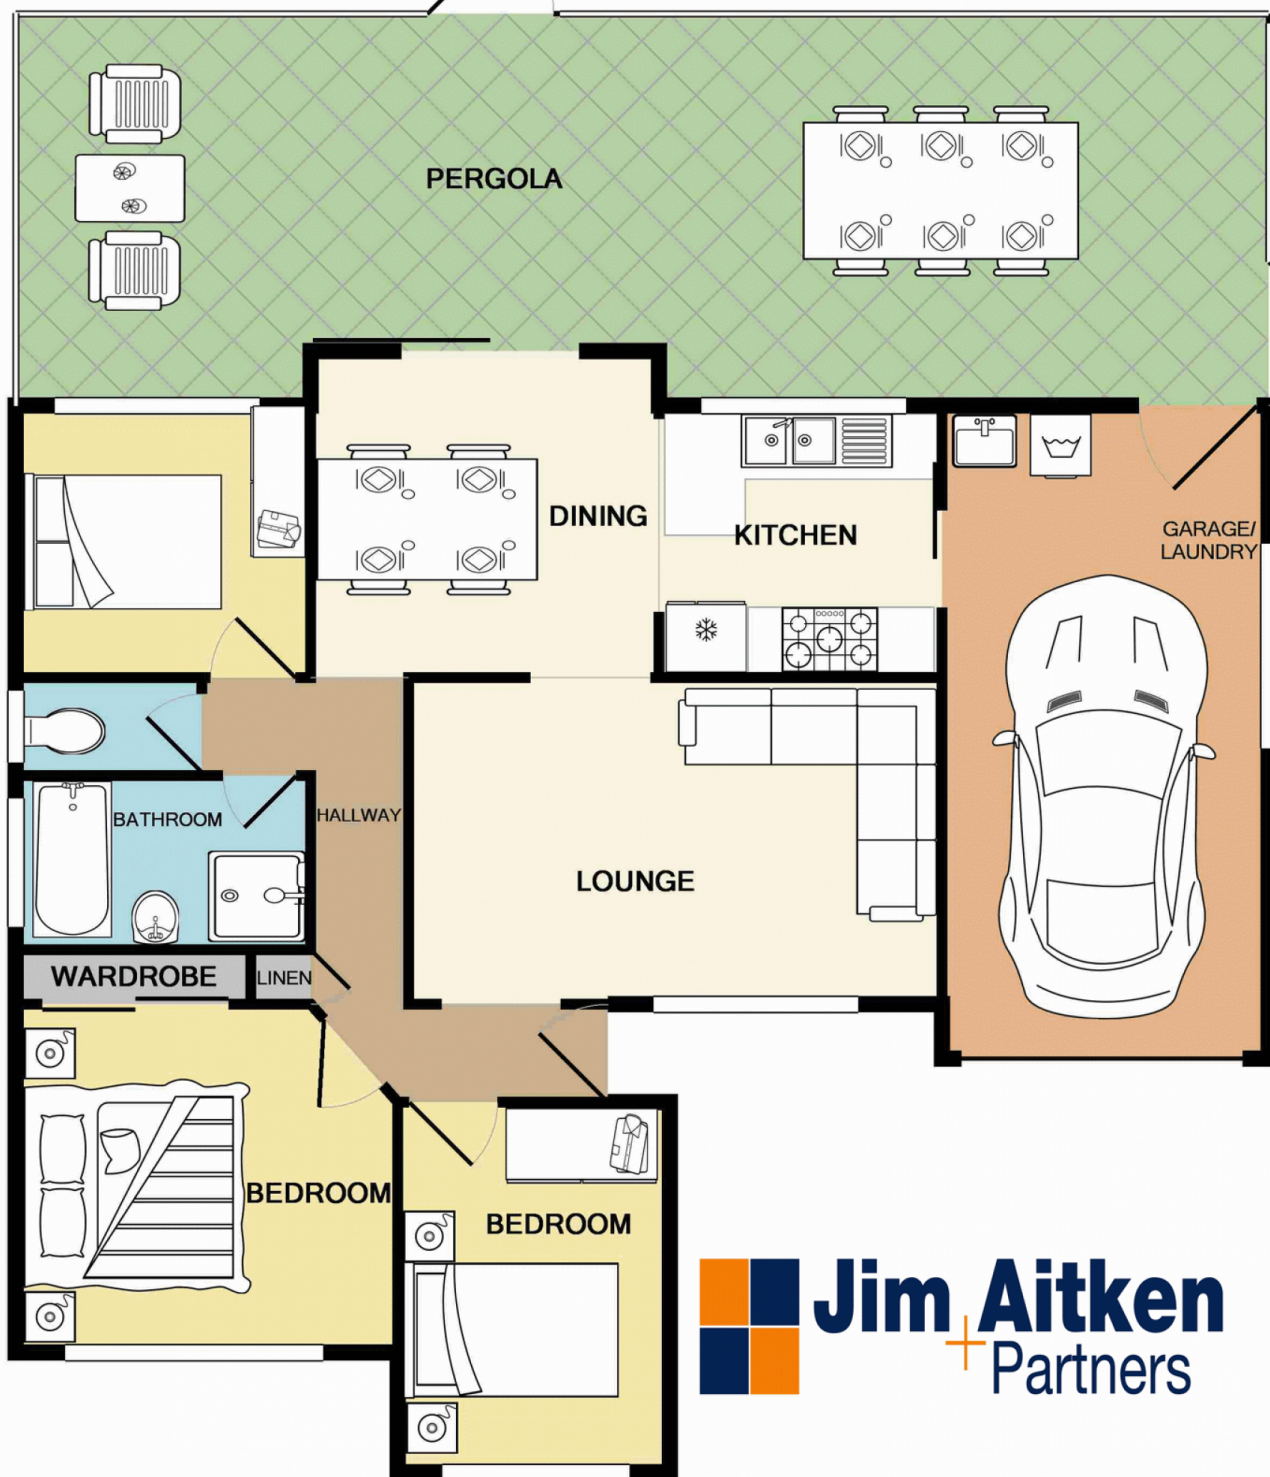 PERGOLA
DINING
KITCHEN
GARAGE/
LAUNDRY
BATHROOM
HALLWAY
LOUNGE
WARDROBE
LINEN
BEDROOM
BEDROOM
Jim Aitken
+
Partners